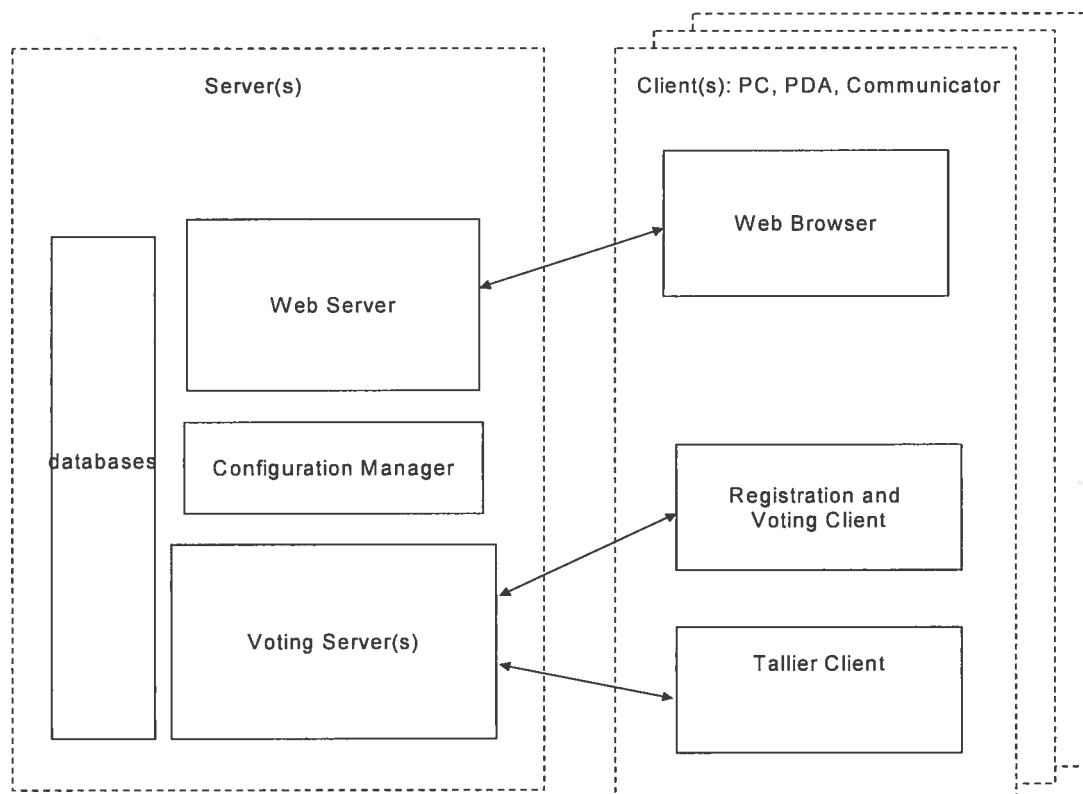 Server(s)
Client(s): PC, PDA, Communicator
Web Browser
Web Server
databases
Configuration Manager
Registration and
Voting Client
Voting Server(s)
Tallier Client